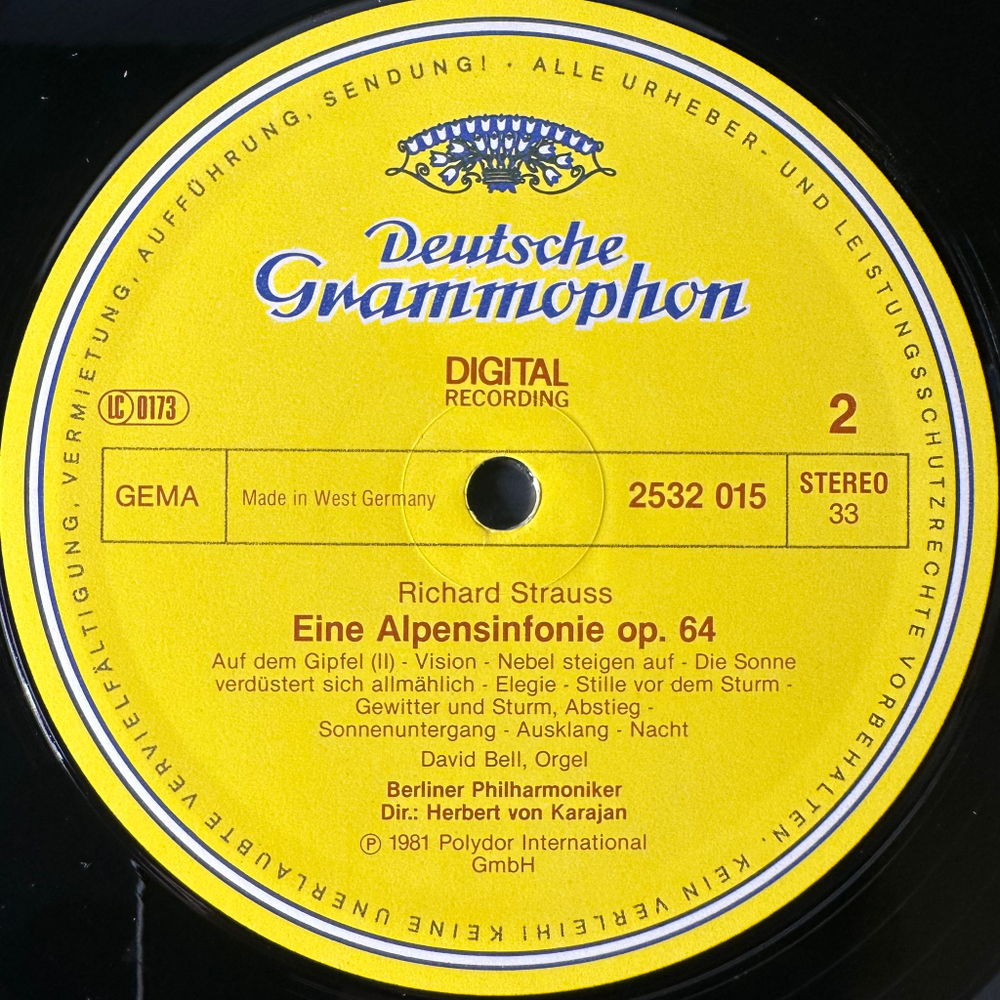 ALLE URHEBER- UND LEISTUNGSSCHUTZRECHTE VORBEHALTEN. KEIN VERLEIH! KEINE UNERLAUBTE VERVIELFÄLTIGUNG, VERMIETUNG, AUFFÜHRUNG, SENDUNG! ·
Deutsche
Grammophon
DIGITAL
RECORDING
LC 0173
2
GEMA
Made in West Germany
2532 015
STEREO
33
Richard Strauss
Eine Alpensinfonie op. 64
Auf dem Gipfel (II) - Vision - Nebel steigen auf - Die Sonne
verdüstert sich allmählich - Elegie - Stille vor dem Sturm -
Gewitter und Sturm, Abstieg -
Sonnenuntergang - Ausklang - Nacht
David Bell, Orgel
Berliner Philharmoniker
Dir.: Herbert von Karajan
℗ 1981 Polydor International
GmbH